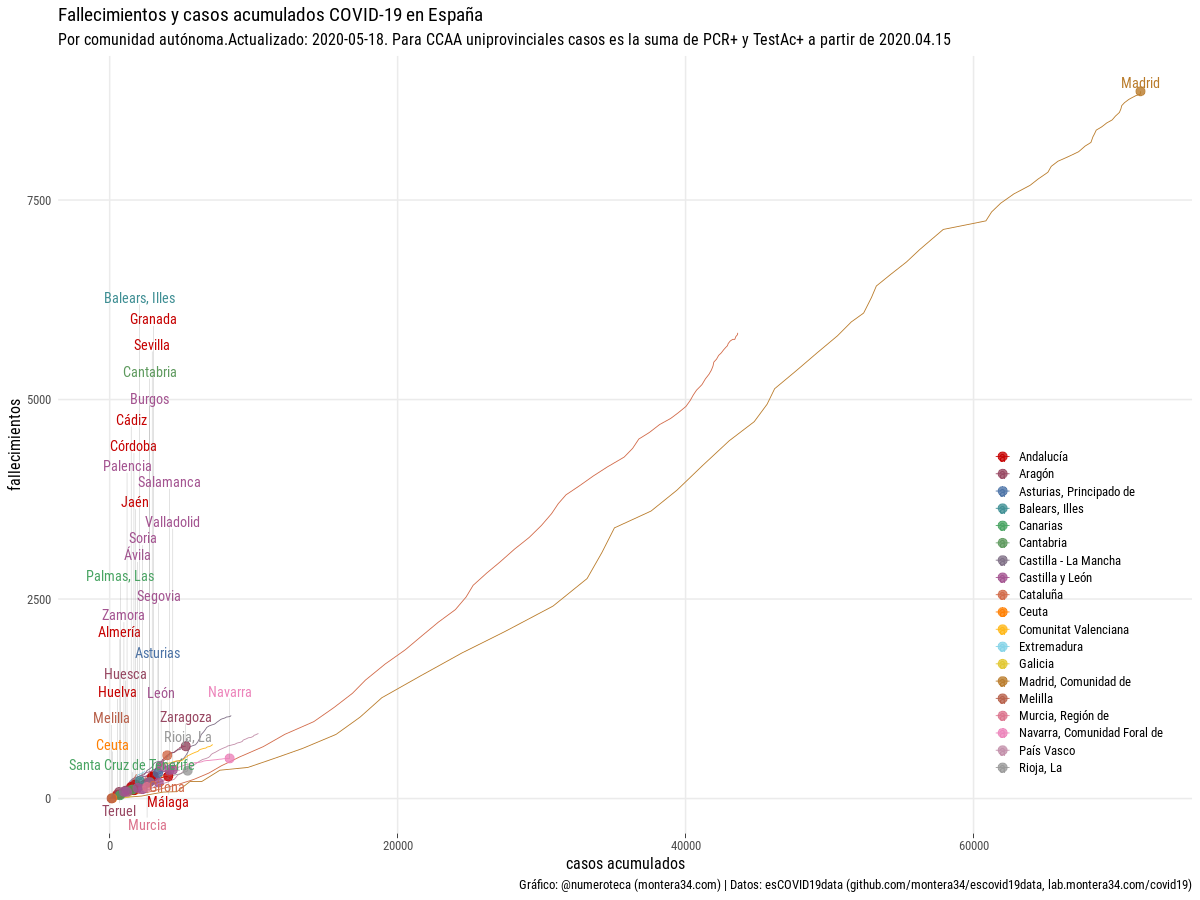 Fallecimientos y casos acumulados COVID-19 en España
Por comunidad autónoma.Actualizado: 2020-05-18. Para CCAA uniprovinciales casos es la suma de PCR+ y TestAc+ a partir de 2020.04.15
Madrid
7500
Balears, Illes
Granada
Sevilla
Cantabria
5000
Burgos
Cádiz
Córdoba
Palencia
Salamanca
Jaén
Valladolid
Soria
Ávila
Palmas, Las
2500
Segovia
Zamora
Almería
Asturias
Huesca
Huelva
León
Navarra
Melilla
Zaragoza
Rioja, La
Ceuta
Santa Cruz de Tenerife
Girona
0
Málaga
Teruel
Murcia
fallecimientos
Andalucía
Aragón
Asturias, Principado de
Balears, Illes
Canarias
Cantabria
Castilla - La Mancha
Castilla y León
Cataluña
Ceuta
Comunitat Valenciana
Extremadura
Galicia
Madrid, Comunidad de
Melilla
Murcia, Región de
Navarra, Comunidad Foral de
País Vasco
Rioja, La
0
20000
40000
60000
casos acumulados
Gráfico: @numeroteca (montera34.com) | Datos: esCOVID19data (github.com/montera34/escovid19data, lab.montera34.com/covid19)